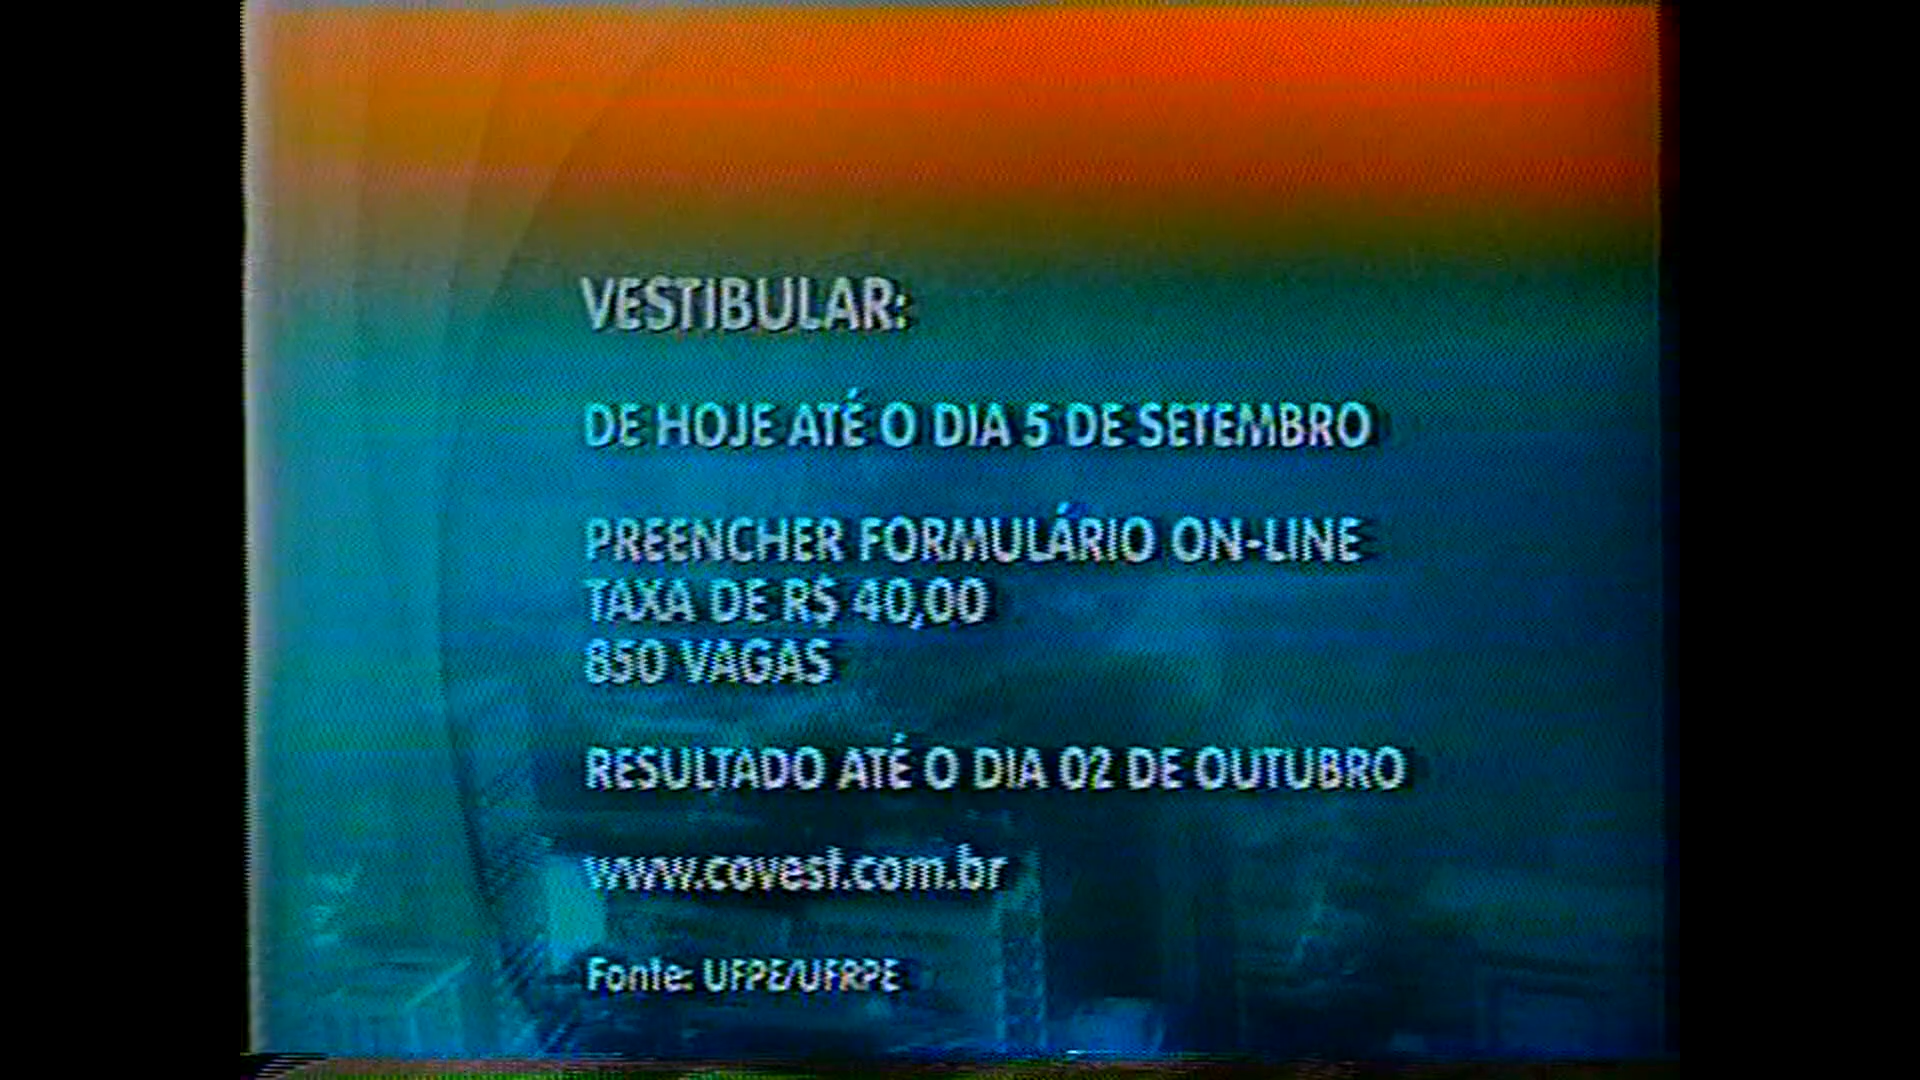 VESTIBULAR:
DE HOJE ATÉ O DIA 5 DE SETEMBRO
PREENCHER FORMULÁRIO ON-LINE
TAXA DE R$ 40,00
850 VAGAS
RESULTADO ATÉ O DIA 02 DE OUTUBRO
www.covest.com.br
Fonte: UFPE/UFRPE